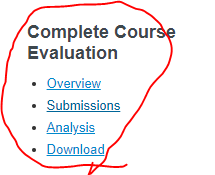 Complete Course
Evaluation
Overview
Submissions
Analysis
Download